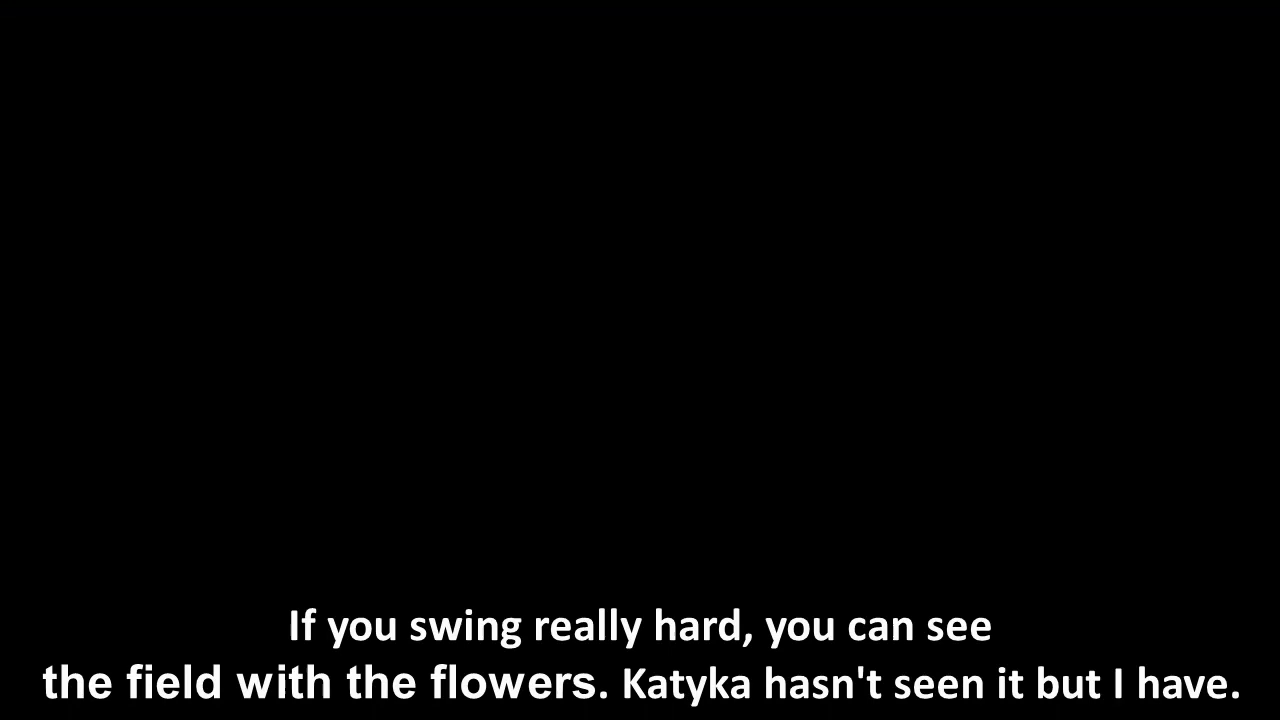 If you swing really hard, you can see
the field with the flowers. Katyka hasn't seen it but I have.